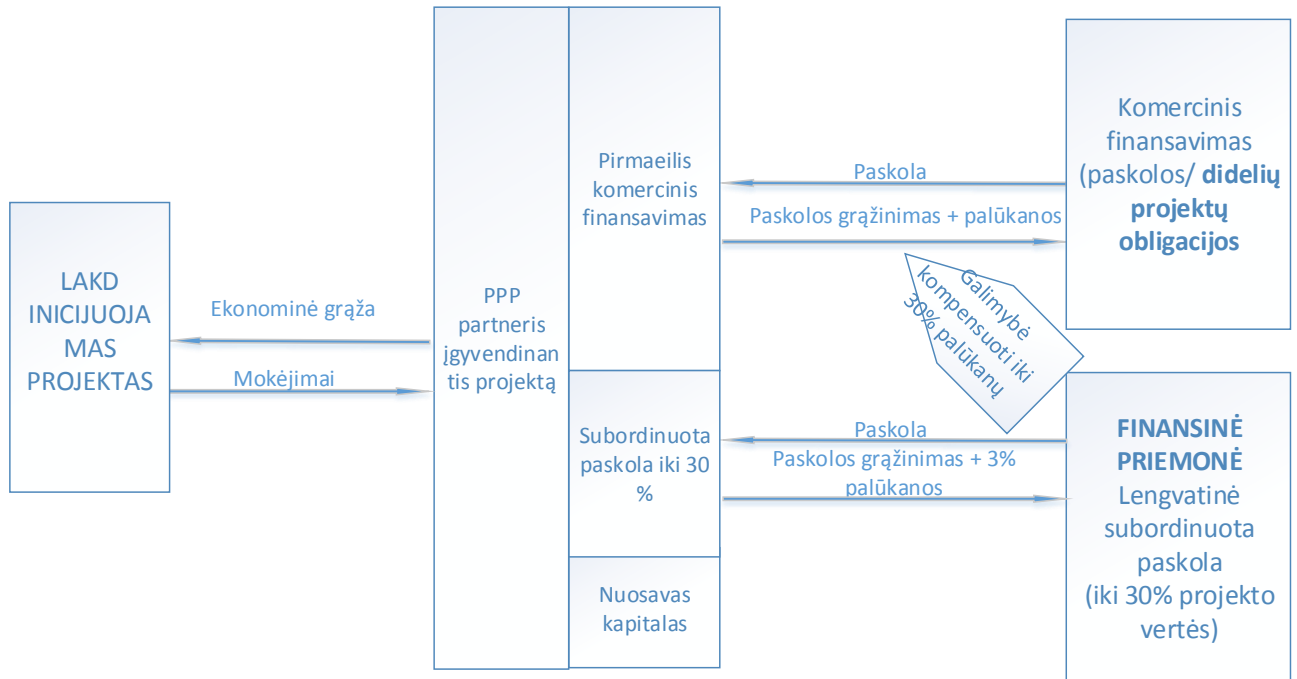 LAKD
INICIJUOJA
MAS
PROJEKTAS
Ekonominė grąža
Mokėjimai
PPP
partneris
įgyvendinan
tis projektą
Pirmaeilis
komercinis
finansavimas
Subordinuota
paskola iki 30
%
Nuosavas
kapitalas
Paskola
Paskolos grąžinimas + palūkanos
Galimybė
kompensuoti iki
30% palūkanų
Paskola
Paskolos grąžinimas + 3%
palūkanos
Komercinis
finansavimas
(paskolos/ didelių
projektų
obligacijos
FINANSINĖ
PRIEMONĖ
Lengvatinė
subordinuota
paskola
(iki 30% projekto
vertės)